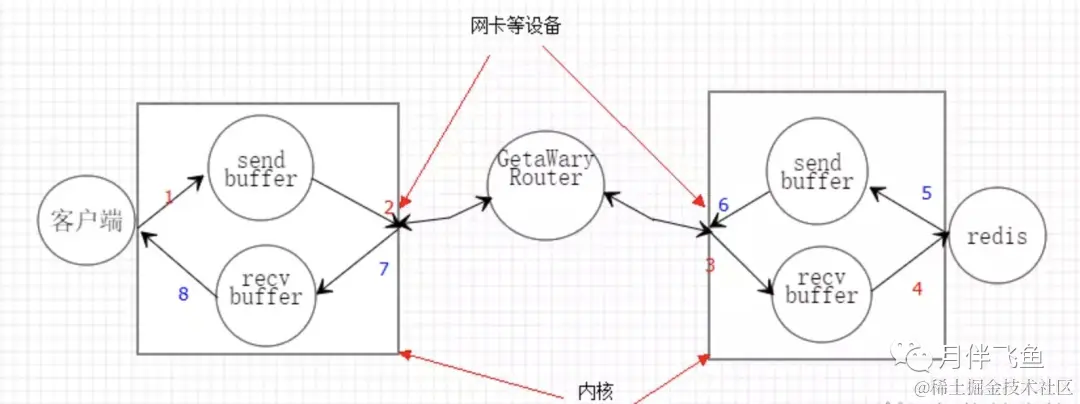 网卡等设备
send
buffer
1
2
客户端
recv
buffer
8
7
GetaWary
Router
send
buffer
6
5
redis
3
recv
buffer
4
内核
月伴飞鱼
@稀土掘金技术社区